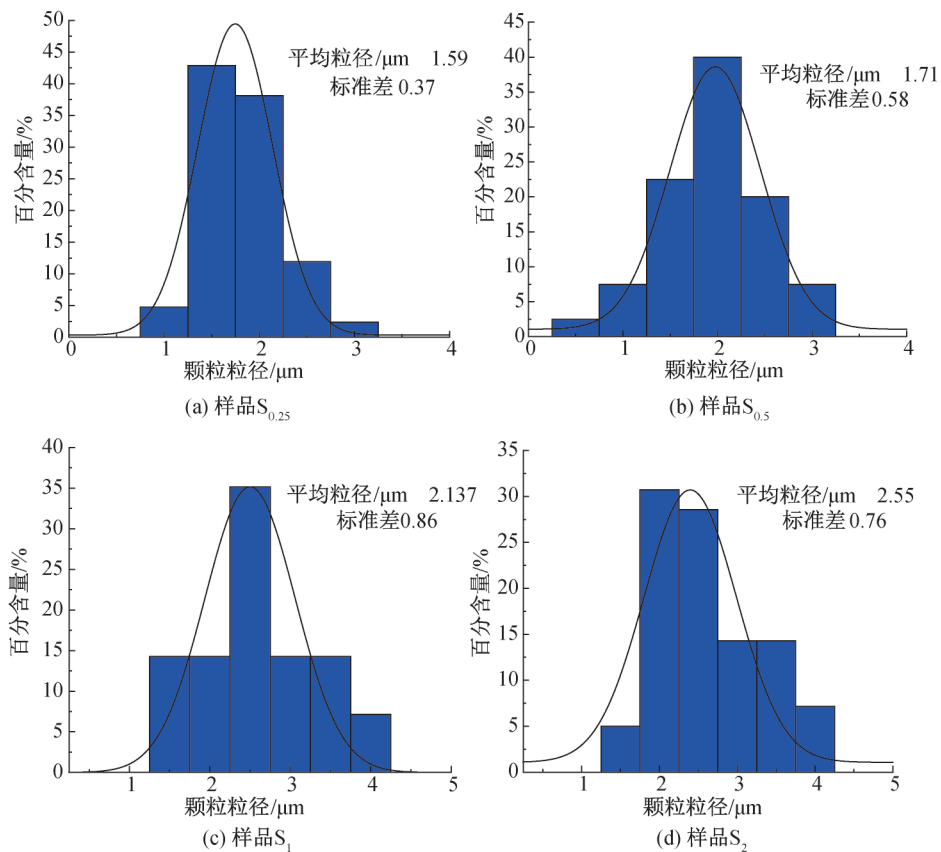 50
45
40
35
30
25
20
15
10
5
0
百分含量/%
平均粒径/μm 1.59
标准差 0.37
0 1 2 3 4
颗粒粒径/μm
(a) 样品S0.25
45
40
35
30
25
20
15
10
5
0
百分含量/%
平均粒径/μm 1.71
标准差0.58
0 1 2 3 4
颗粒粒径/μm
(b) 样品S0.5
40
35
30
25
20
15
10
5
0
百分含量/%
平均粒径/μm 2.137
标准差0.86
1 2 3 4 5
颗粒粒径/μm
(c) 样品S1
35
30
25
20
15
10
5
0
百分含量/%
平均粒径/μm 2.55
标准差 0.76
1 2 3 4 5
颗粒粒径/μm
(d) 样品S2